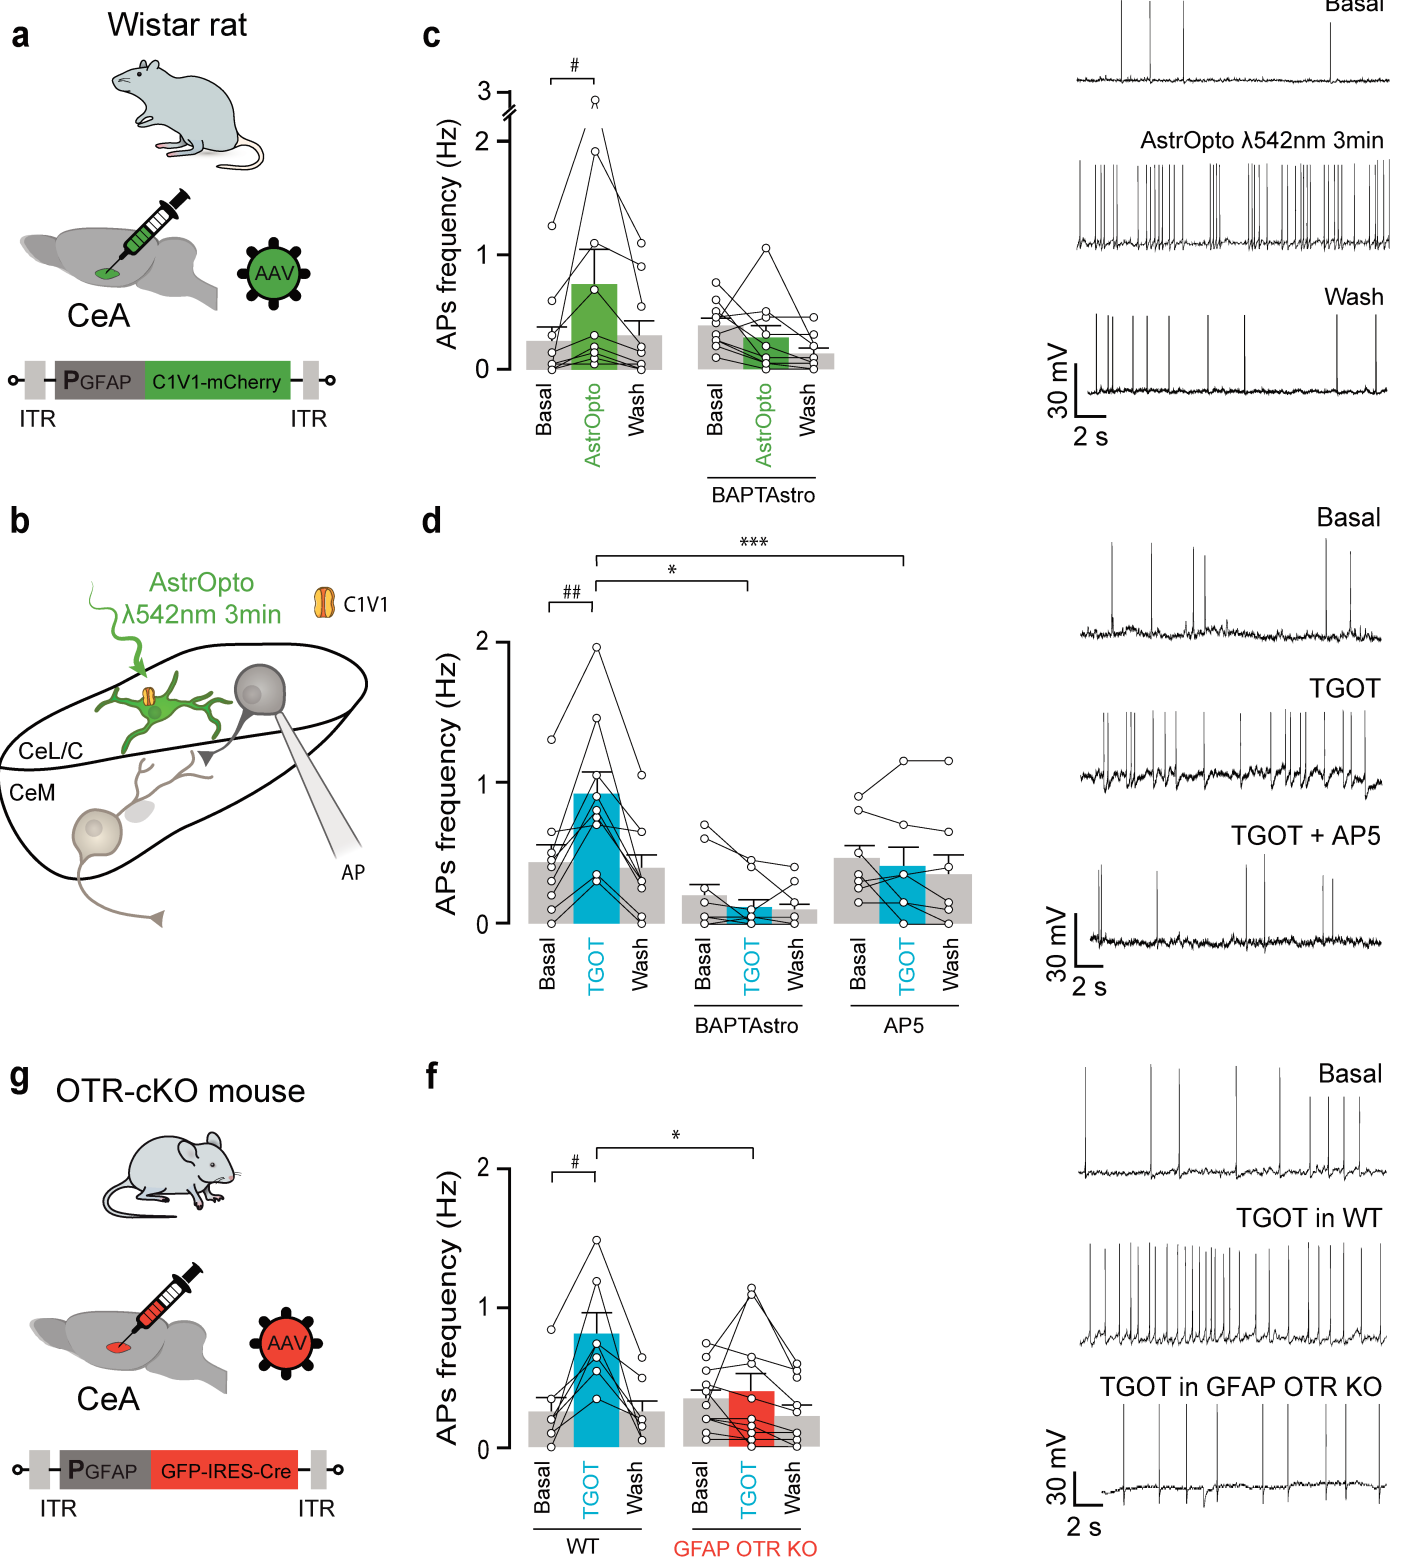 a
Wistar rat
AAV
CeA
PGFAP
C1V1-mCherry
ITR
ITR
c
#
3
2
1
0
APs frequency (Hz)
Basal
AstrOpto
Wash
Basal
AstrOpto
Wash
BAPTAstro
Basal
AstrOpto λ542nm 3min
Wash
30 mV
2 s
b
AstrOpto
λ542nm 3min
C1V1
CeL/C
CeM
AP
d
***
*
##
2
1
0
APs frequency (Hz)
Basal
TGOT
Wash
Basal
TGOT
Wash
Basal
TGOT
Wash
BAPTAstro
AP5
Basal
TGOT
TGOT + AP5
30 mV
2 s
g
OTR-cKO mouse
AAV
CeA
PGFAP
GFP-IRES-Cre
ITR
ITR
f
*
#
2
1
0
APs frequency (Hz)
Basal
TGOT
Wash
Basal
TGOT
Wash
WT
GFAP OTR KO
Basal
TGOT in WT
TGOT in GFAP OTR KO
30 mV
2 s